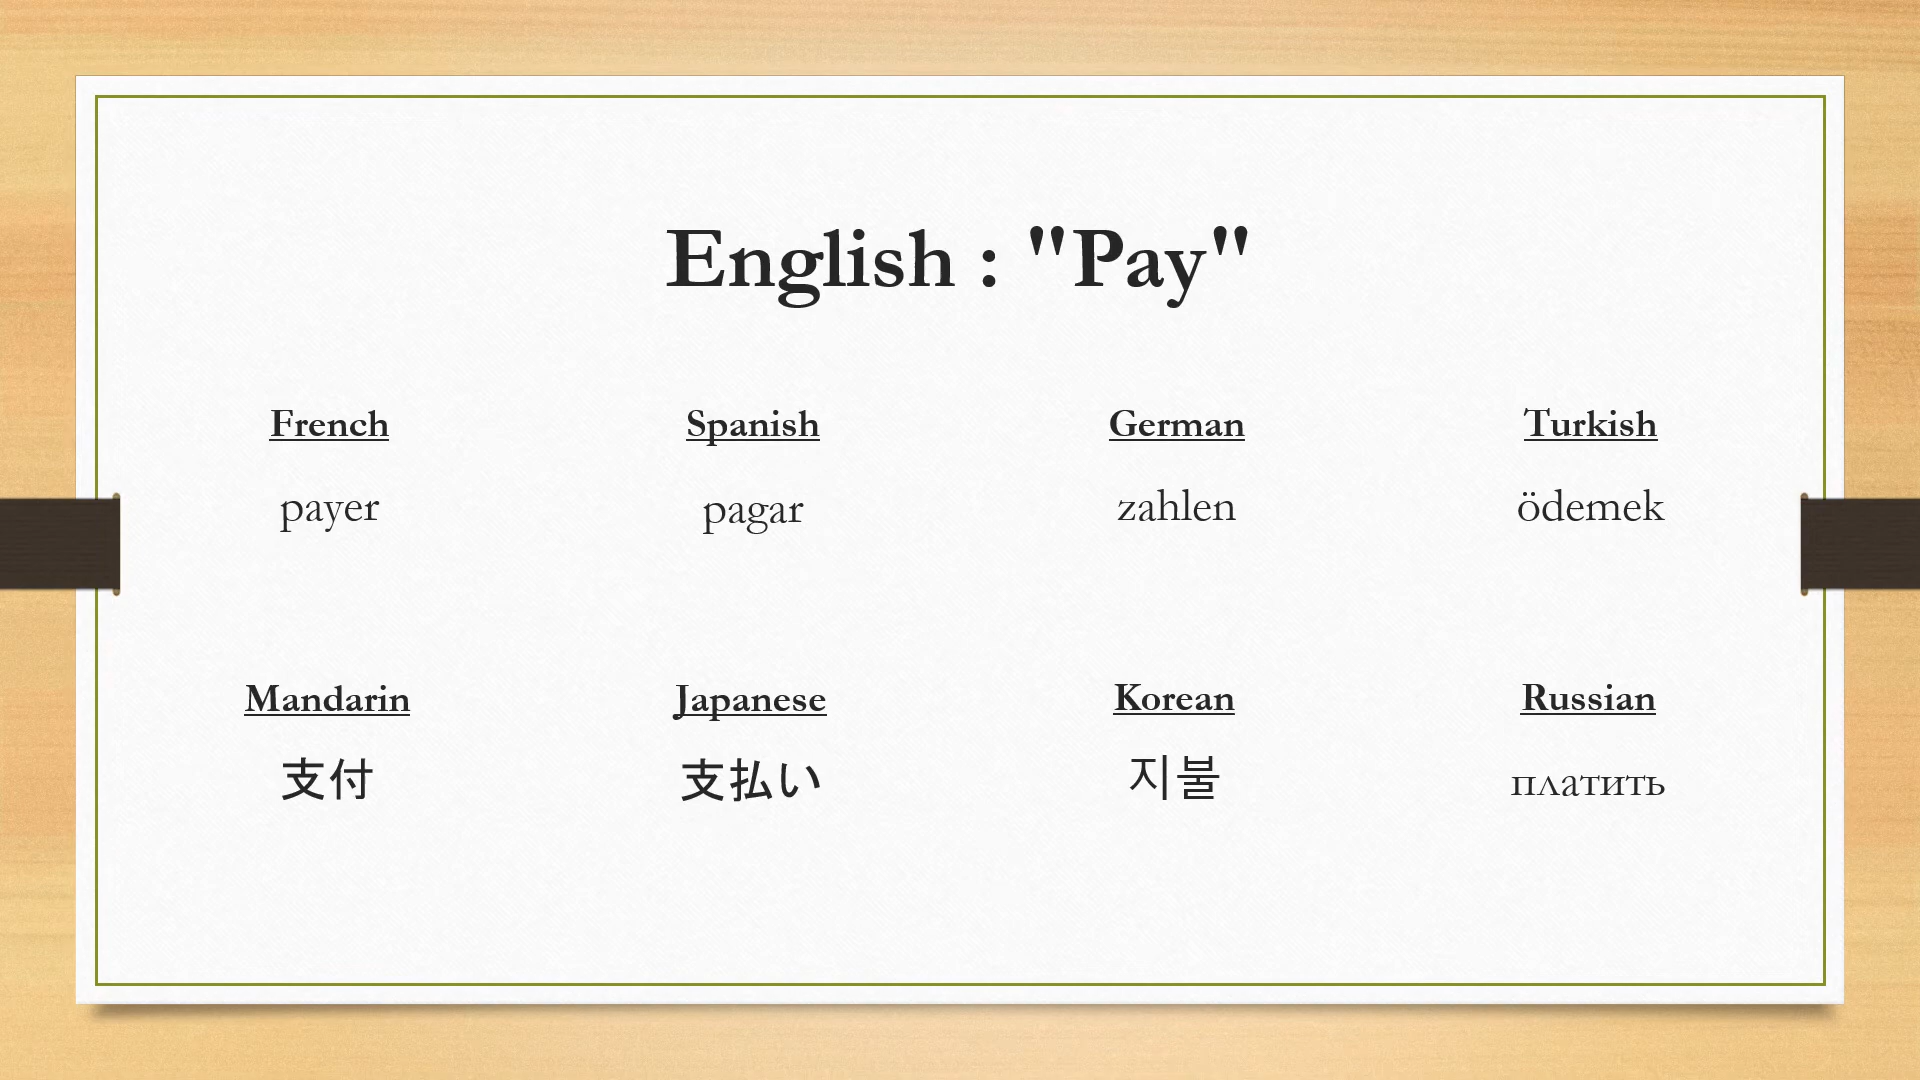 English : "Pay"
French
payer
Spanish
pagar
German
zahlen
Turkish
ödemek
Mandarin
支付
Japanese
支払い
Korean
지불
Russian
платить